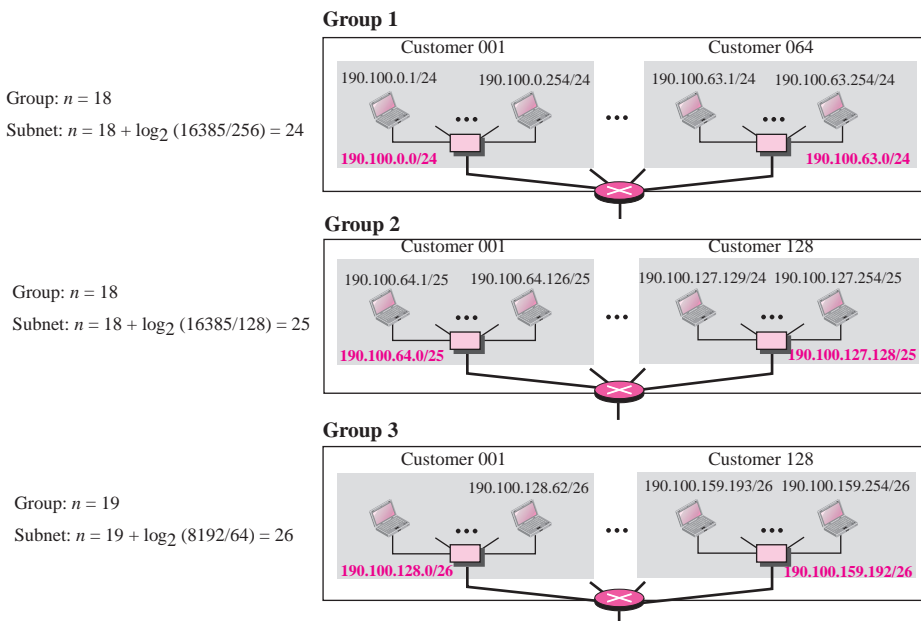 Group 1
Customer 001
Customer 064
190.100.0.1/24
190.100.0.254/24
190.100.63.1/24
190.100.63.254/24
Group: n = 18
Subnet: n = 18 + log2 (16385/256) = 24
...
...
...
190.100.0.0/24
190.100.63.0/24
Group 2
Customer 001
Customer 128
190.100.64.1/25
190.100.64.126/25
190.100.127.129/24
190.100.127.254/25
Group: n = 18
Subnet: n = 18 + log2 (16385/128) = 25
...
...
...
190.100.64.0/25
190.100.127.128/25
Group 3
Customer 001
Customer 128
190.100.128.62/26
190.100.159.193/26
190.100.159.254/26
Group: n = 19
Subnet: n = 19 + log2 (8192/64) = 26
...
...
...
190.100.128.0/26
190.100.159.192/26